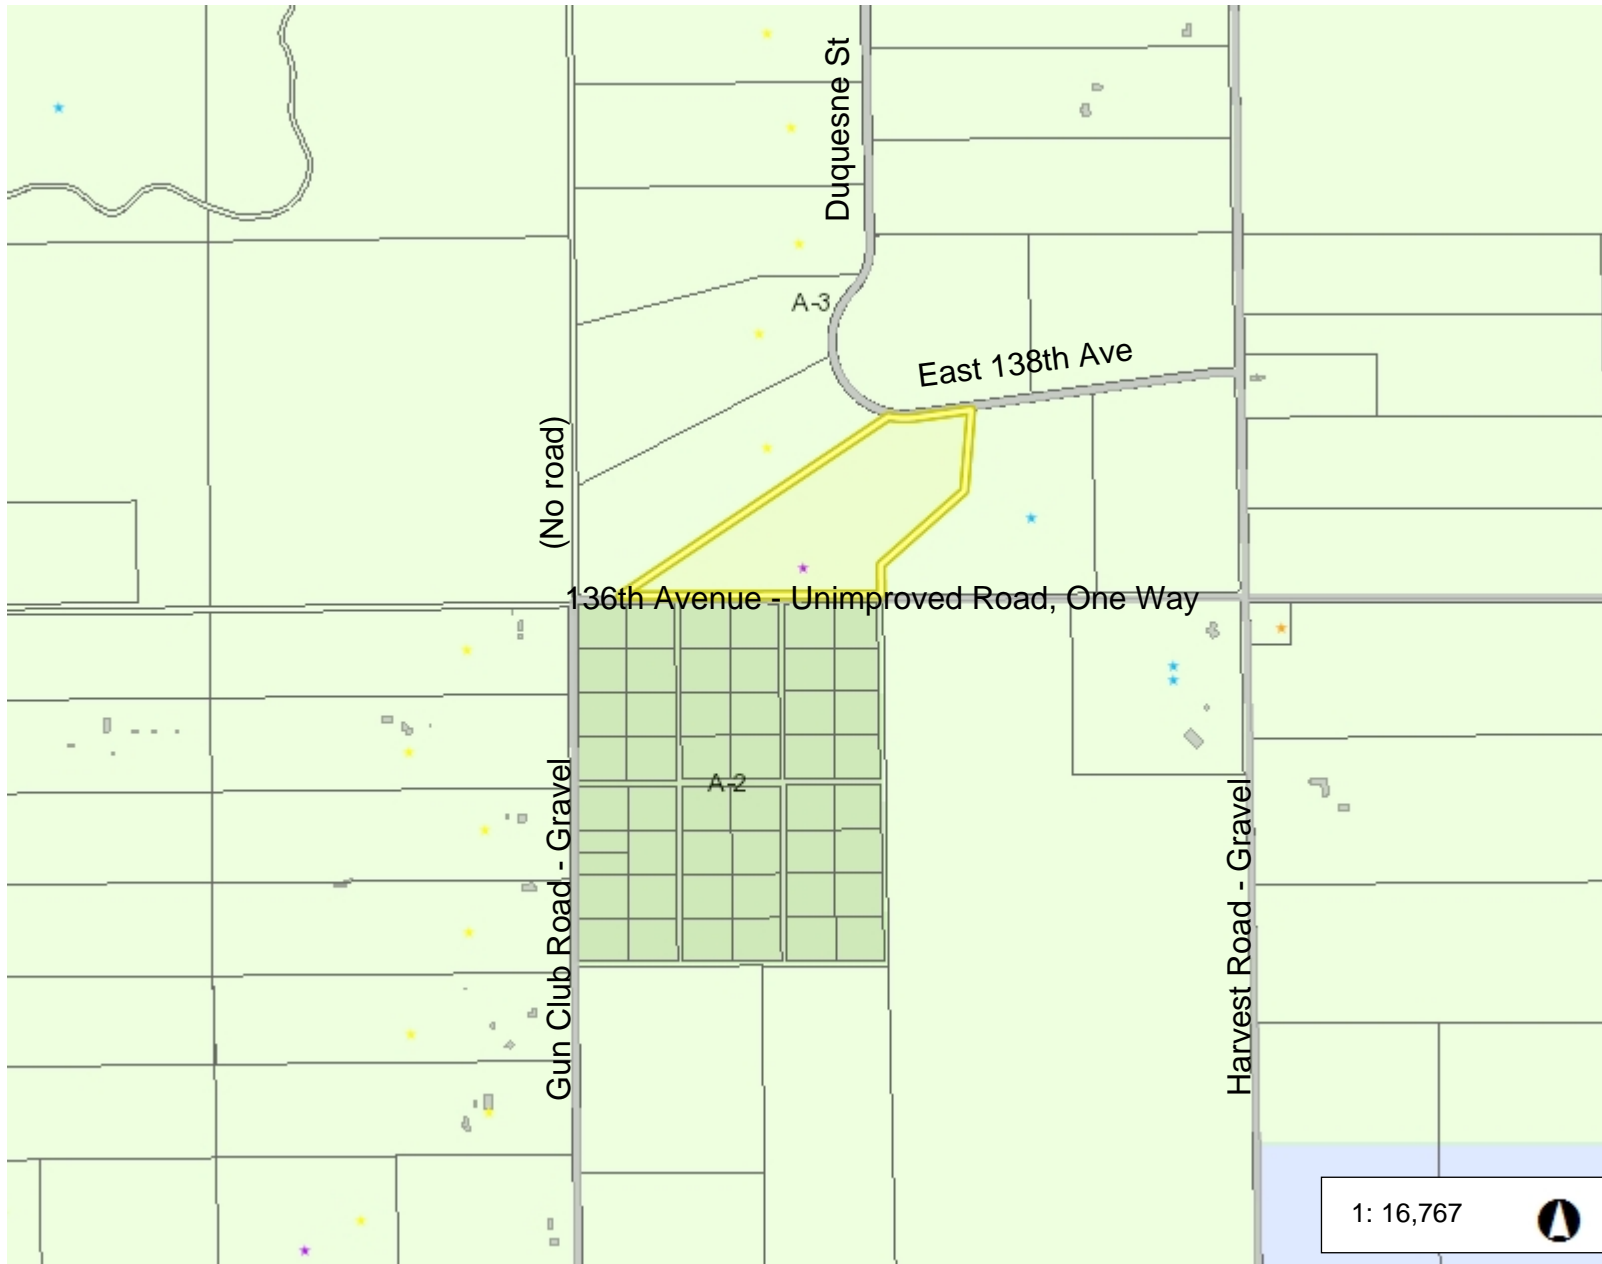 Duquesne St
A-3
East 138th Ave
(No road)
136th Avenue - Unimproved Road, One Way
A-2
Gun Club Road - Gravel
Harvest Road - Gravel
1: 16,767